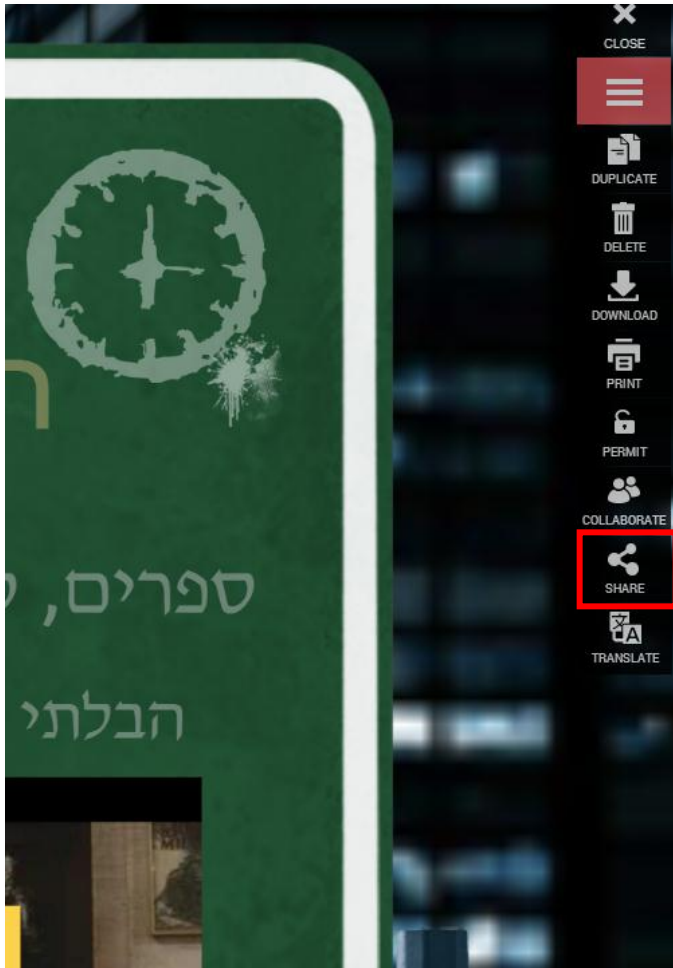 CLOSE
DUPLICATE
DELETE
DOWNLOAD
PRINT
PERMIT
COLLABORATE
SHARE
TRANSLATE
ספרים,
הבלתי